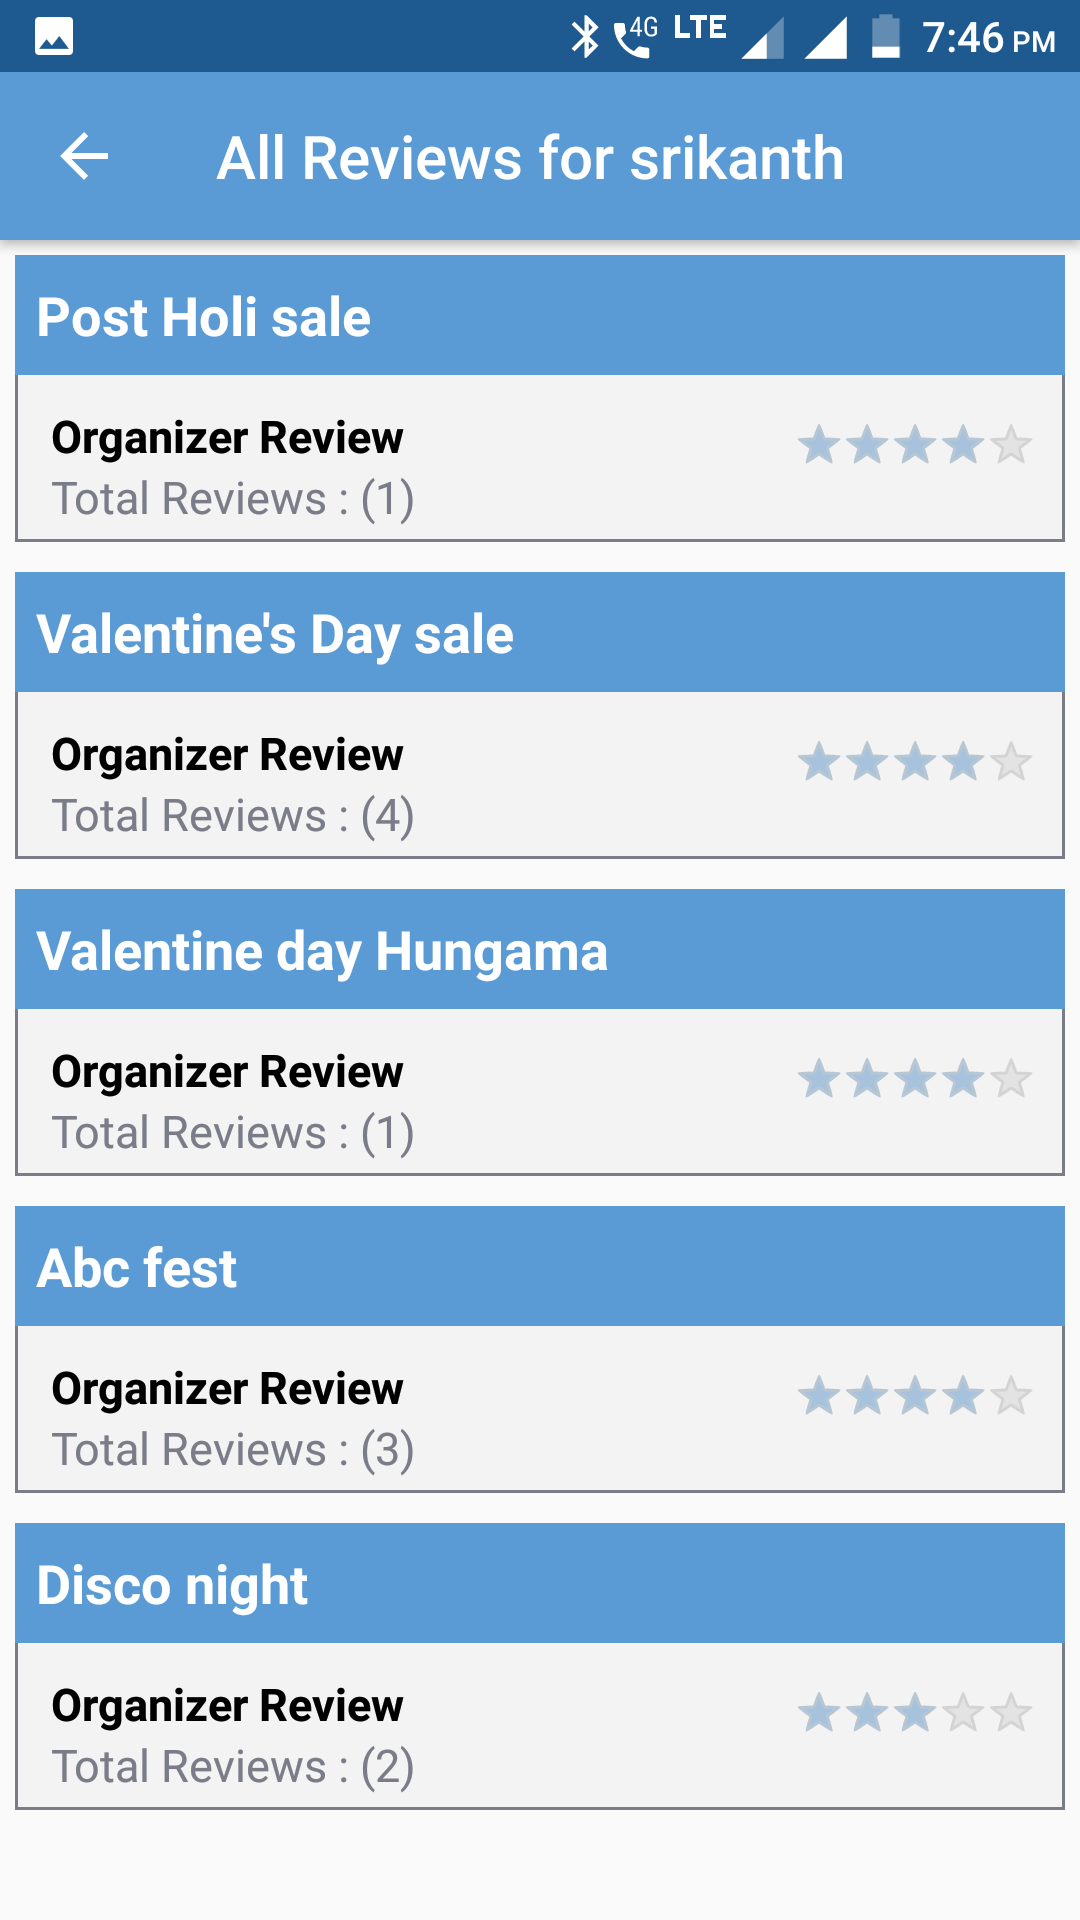 4G LTE 7:46 PM
All Reviews for srikanth
Post Holi sale
Organizer Review
Total Reviews : (1)
Valentine's Day sale
Organizer Review
Total Reviews : (4)
Valentine day Hungama
Organizer Review
Total Reviews : (1)
Abc fest
Organizer Review
Total Reviews : (3)
Disco night
Organizer Review
Total Reviews : (2)